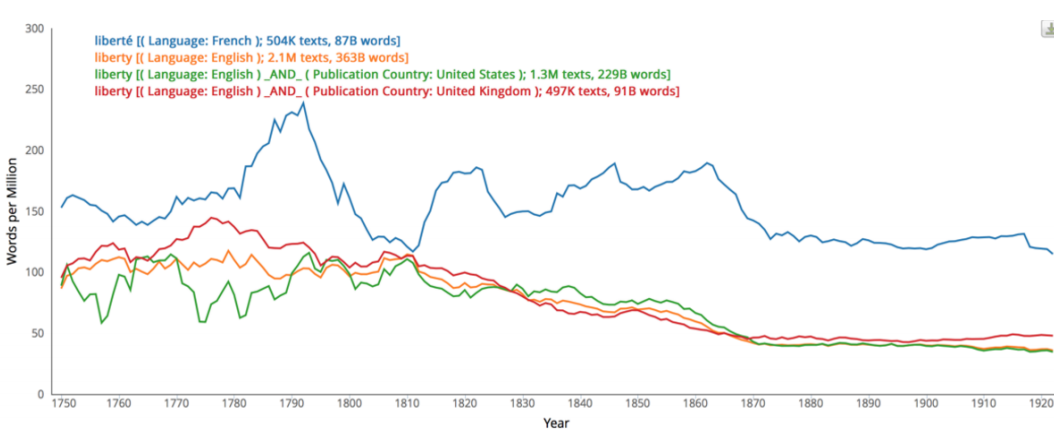 300
liberté [( Language: French ); 504K texts, 87B words]
liberty [( Language: English ); 2.1M texts, 363B words]
liberty [( Language: English ) _AND_ ( Publication Country: United States ); 1.3M texts, 229B words]
liberty [( Language: English ) _AND_ ( Publication Country: United Kingdom ); 497K texts, 91B words]
250
200
Words per Million
150
100
50
0
1750 1760 1770 1780 1790 1800 1810 1820 1830 1840 1850 1860 1870 1880 1890 1900 1910 1920
Year